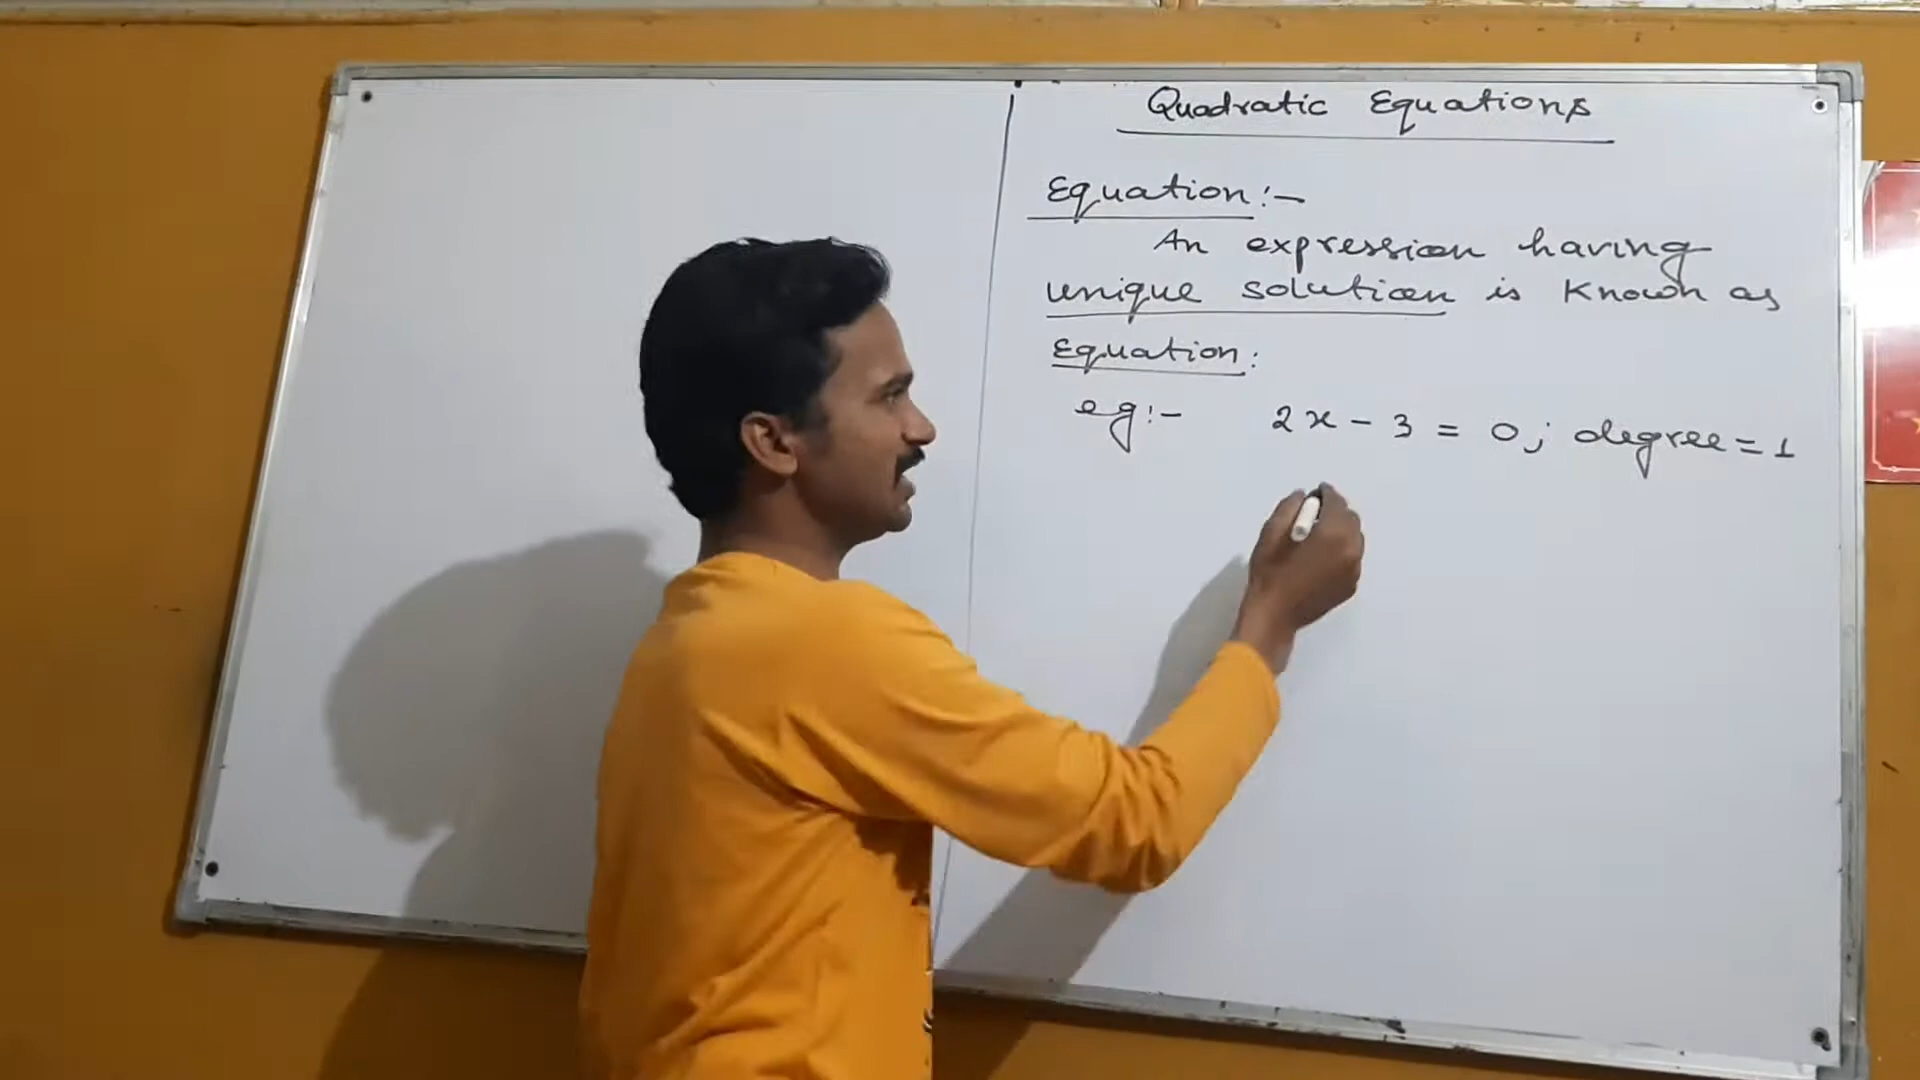 Quadratic Equations
Equation:-
An expression having
unique solution is known as
Equation:
eg:- 2x - 3 = 0; degree = 1